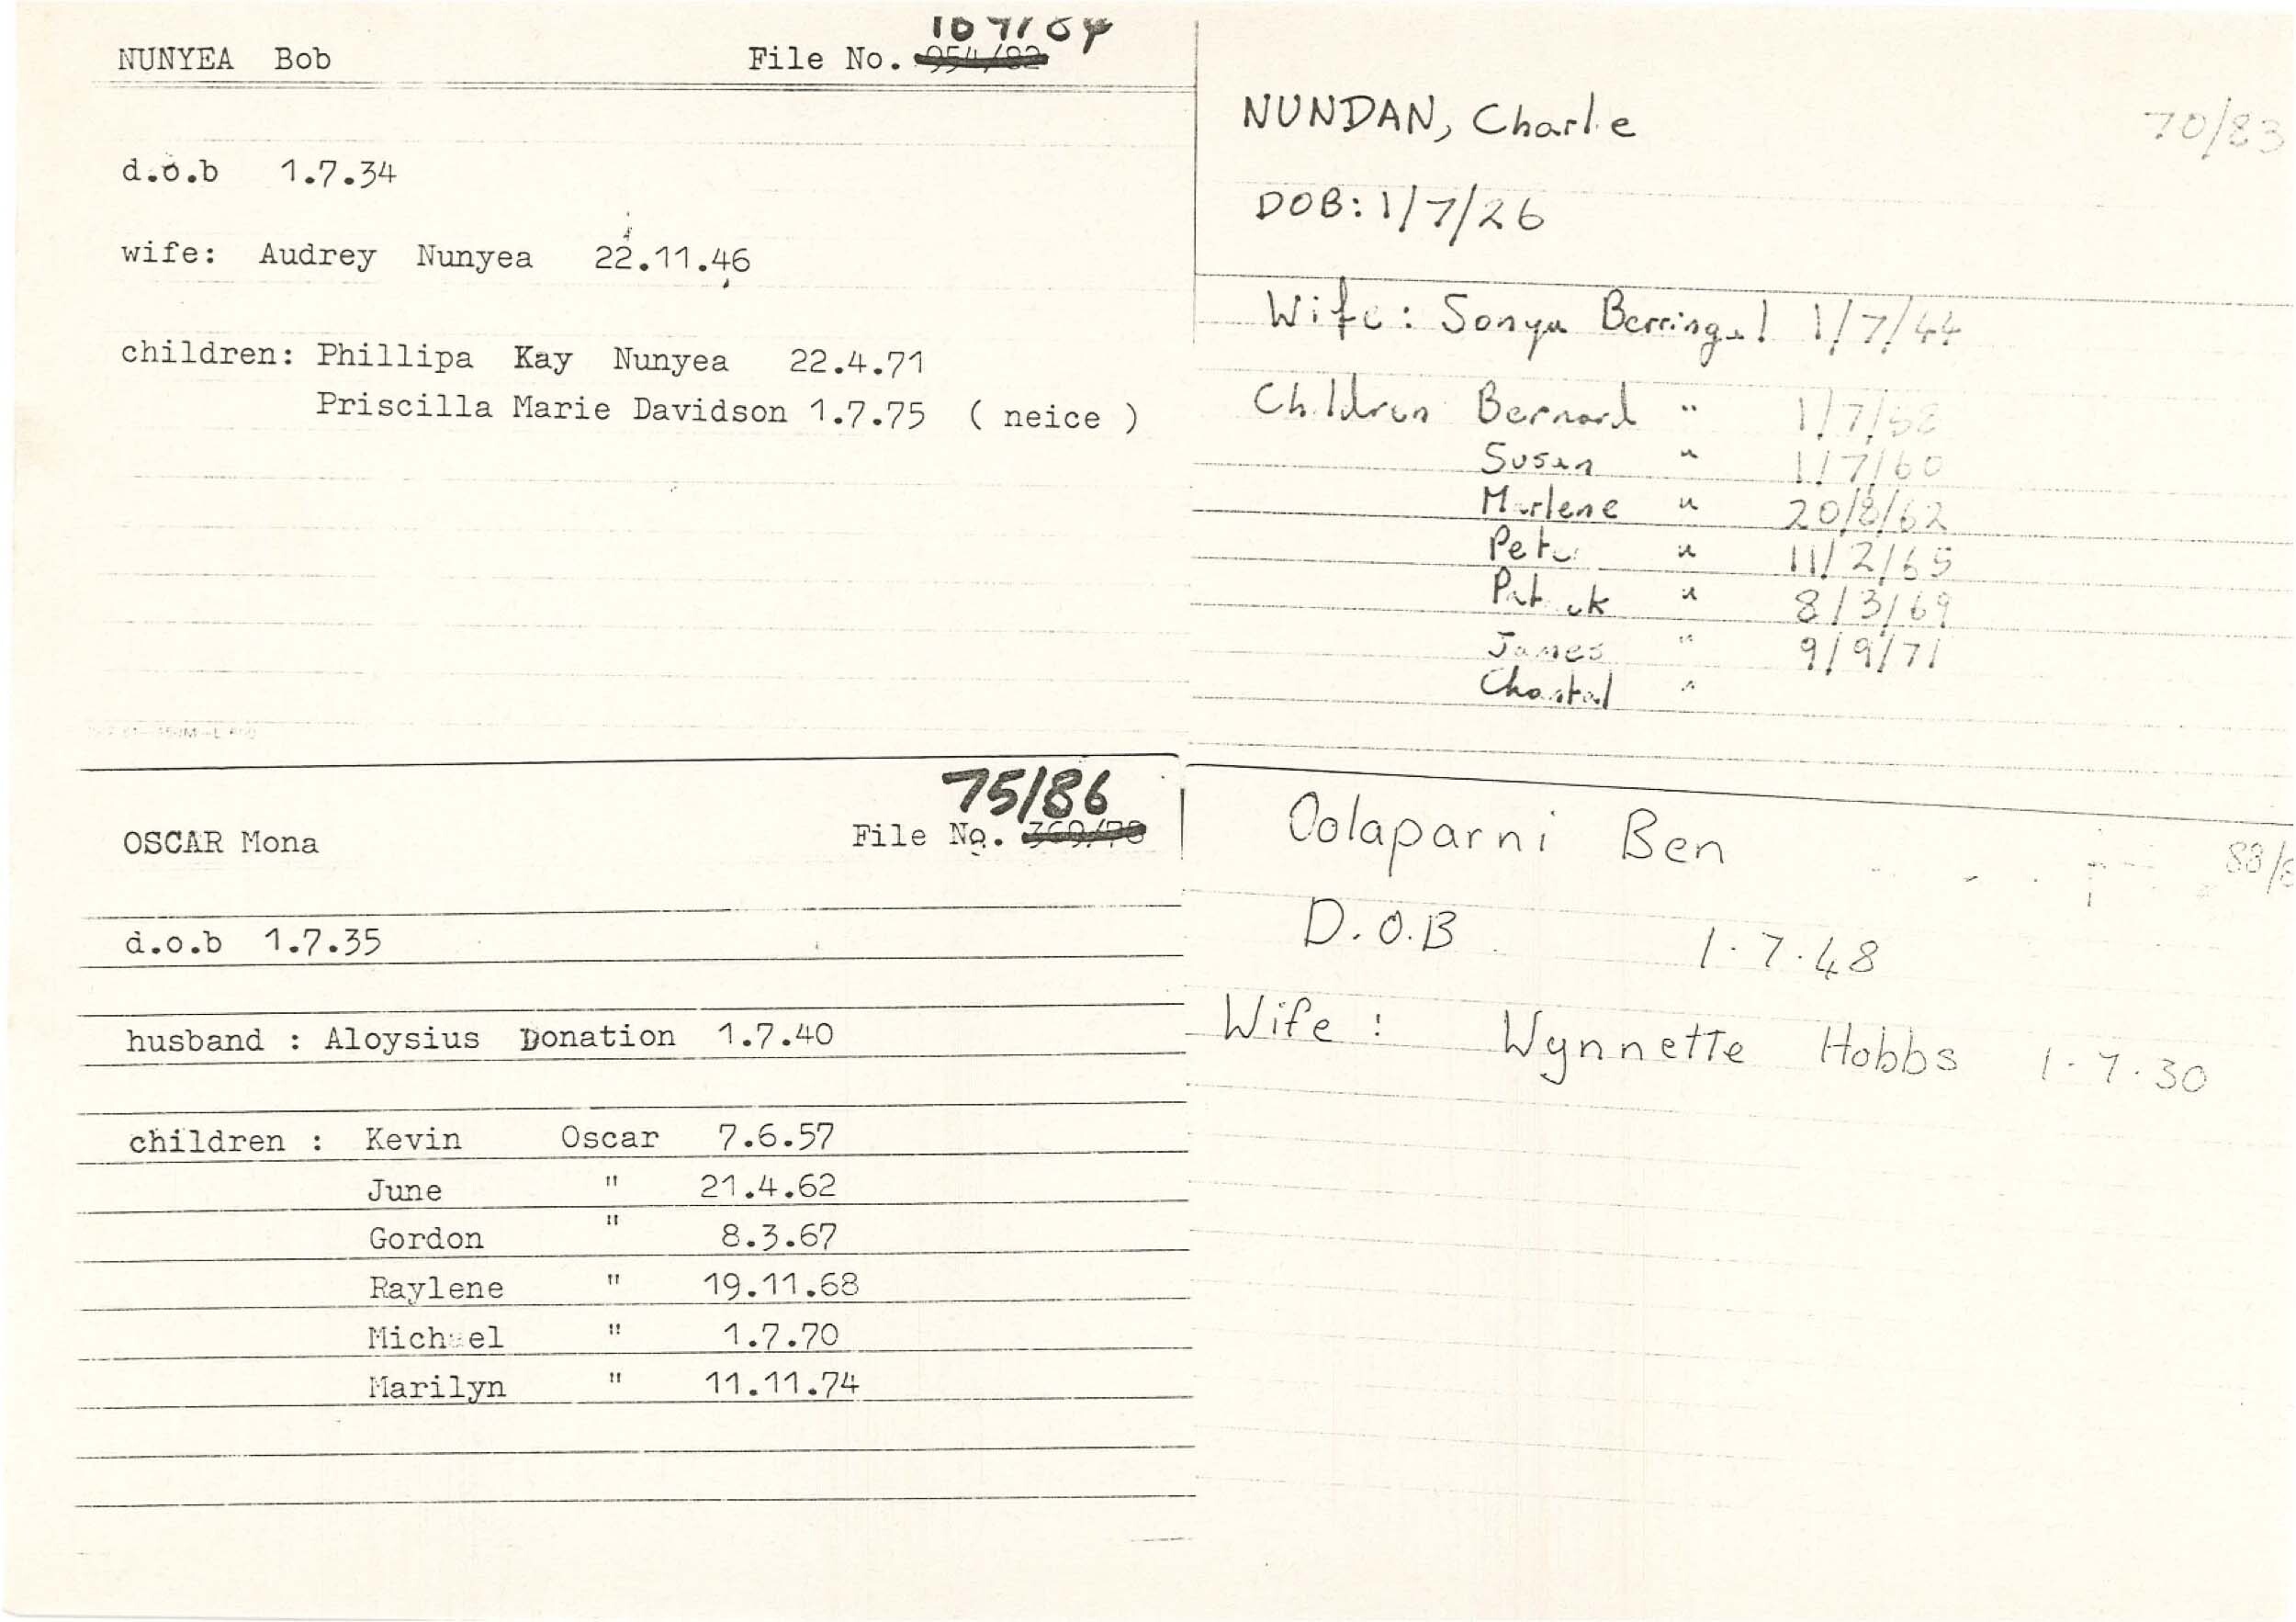 107/84
NUNYEA Bob File No.
d.o.b 1.7.34
wife: Audrey Nunyea 22.11.46
children: Phillipa Kay Nunyea 22.4.71
Priscilla Marie Davidson 1.7.75 ( neice )
NUNDAN, Charlie 70/83
DOB: 1/7/26
Wife: Sonya 1/7/44
Children Bernard " 1/7/58
Susan " 1/7/60
Marlene " 20/8/62
Peter " 11/2/65
Patrick " 8/3/69
James " 9/9/71
Chantal "
75/86
OSCAR Mona File No.
d.o.b 1.7.35
husband : Aloysius Donation 1.7.40
children : Kevin Oscar 7.6.57
June " 21.4.62
Gordon " 8.3.67
Raylene " 19.11.68
Michael " 1.7.70
Marilyn " 11.11.74
Oolaparni Ben
D.O.B 1.7.48
Wife : Wynnette Hobbs 1.7.30